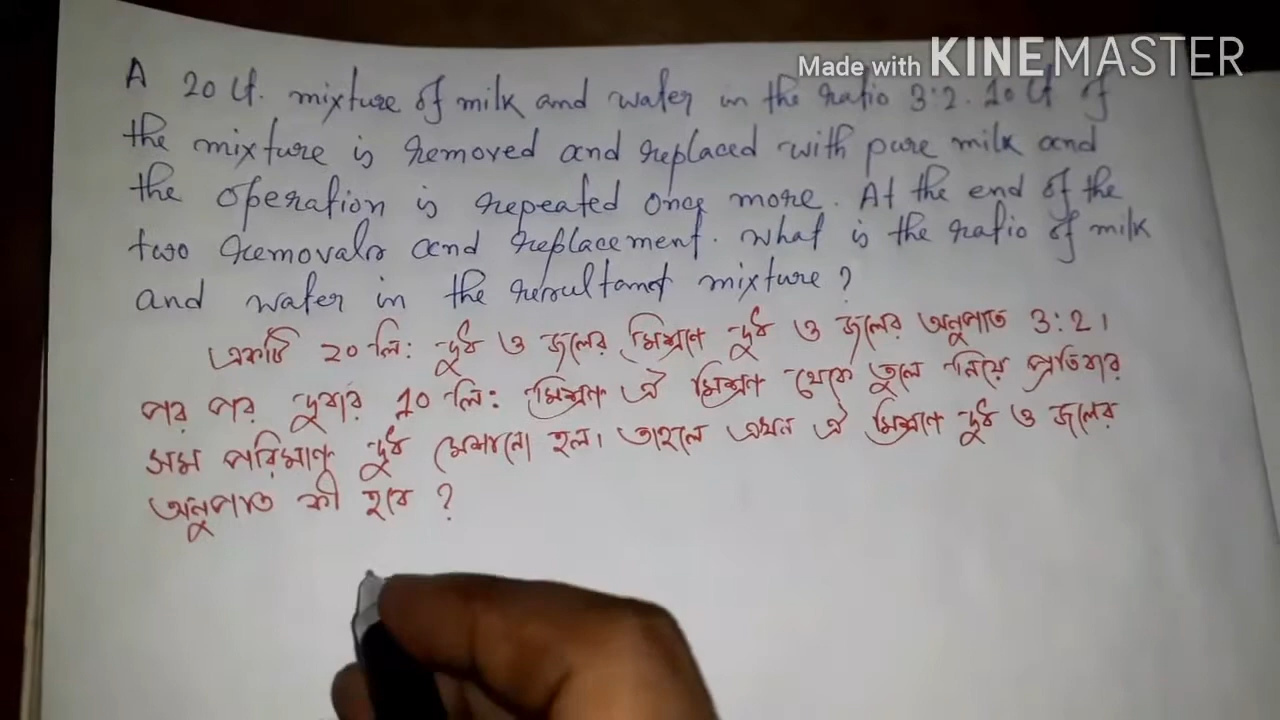 Made with KINEMASTER
A 20 lt. mixture of milk and water in the ratio 3:2. 10 lt of
the mixture is removed and replaced with pure milk and
the operation is repeated once more. At the end of the
two removals and replacement. what is the ratio of milk
and water in the resultant mixture?
একটি 20 লি: দুধ ও জলের মিশ্রণে দুধ ও জলের অনুপাত 3:2।
পর পর দুবার 10 লি: মিশ্রণ ঐ মিশ্রণ থেকে তুলে নিয়ে প্রতিবার
সম পরিমাণ দুধ মেশানো হল। তাহলে এখন ঐ মিশ্রণে দুধ ও জলের
অনুপাত কী হবে ?